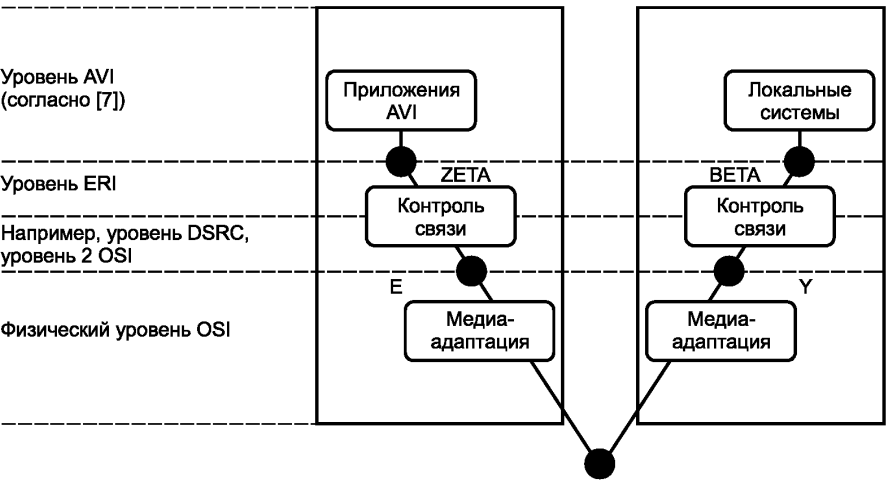 Уровень AVI
(согласно [7])
Приложения
AVI
Локальные
системы
Уровень ERI
ZETA
BETA
Контроль
связи
Контроль
связи
Например, уровень DSRC,
уровень 2 OSI
E
Y
Физический уровень OSI
Медиа-
адаптация
Медиа-
адаптация